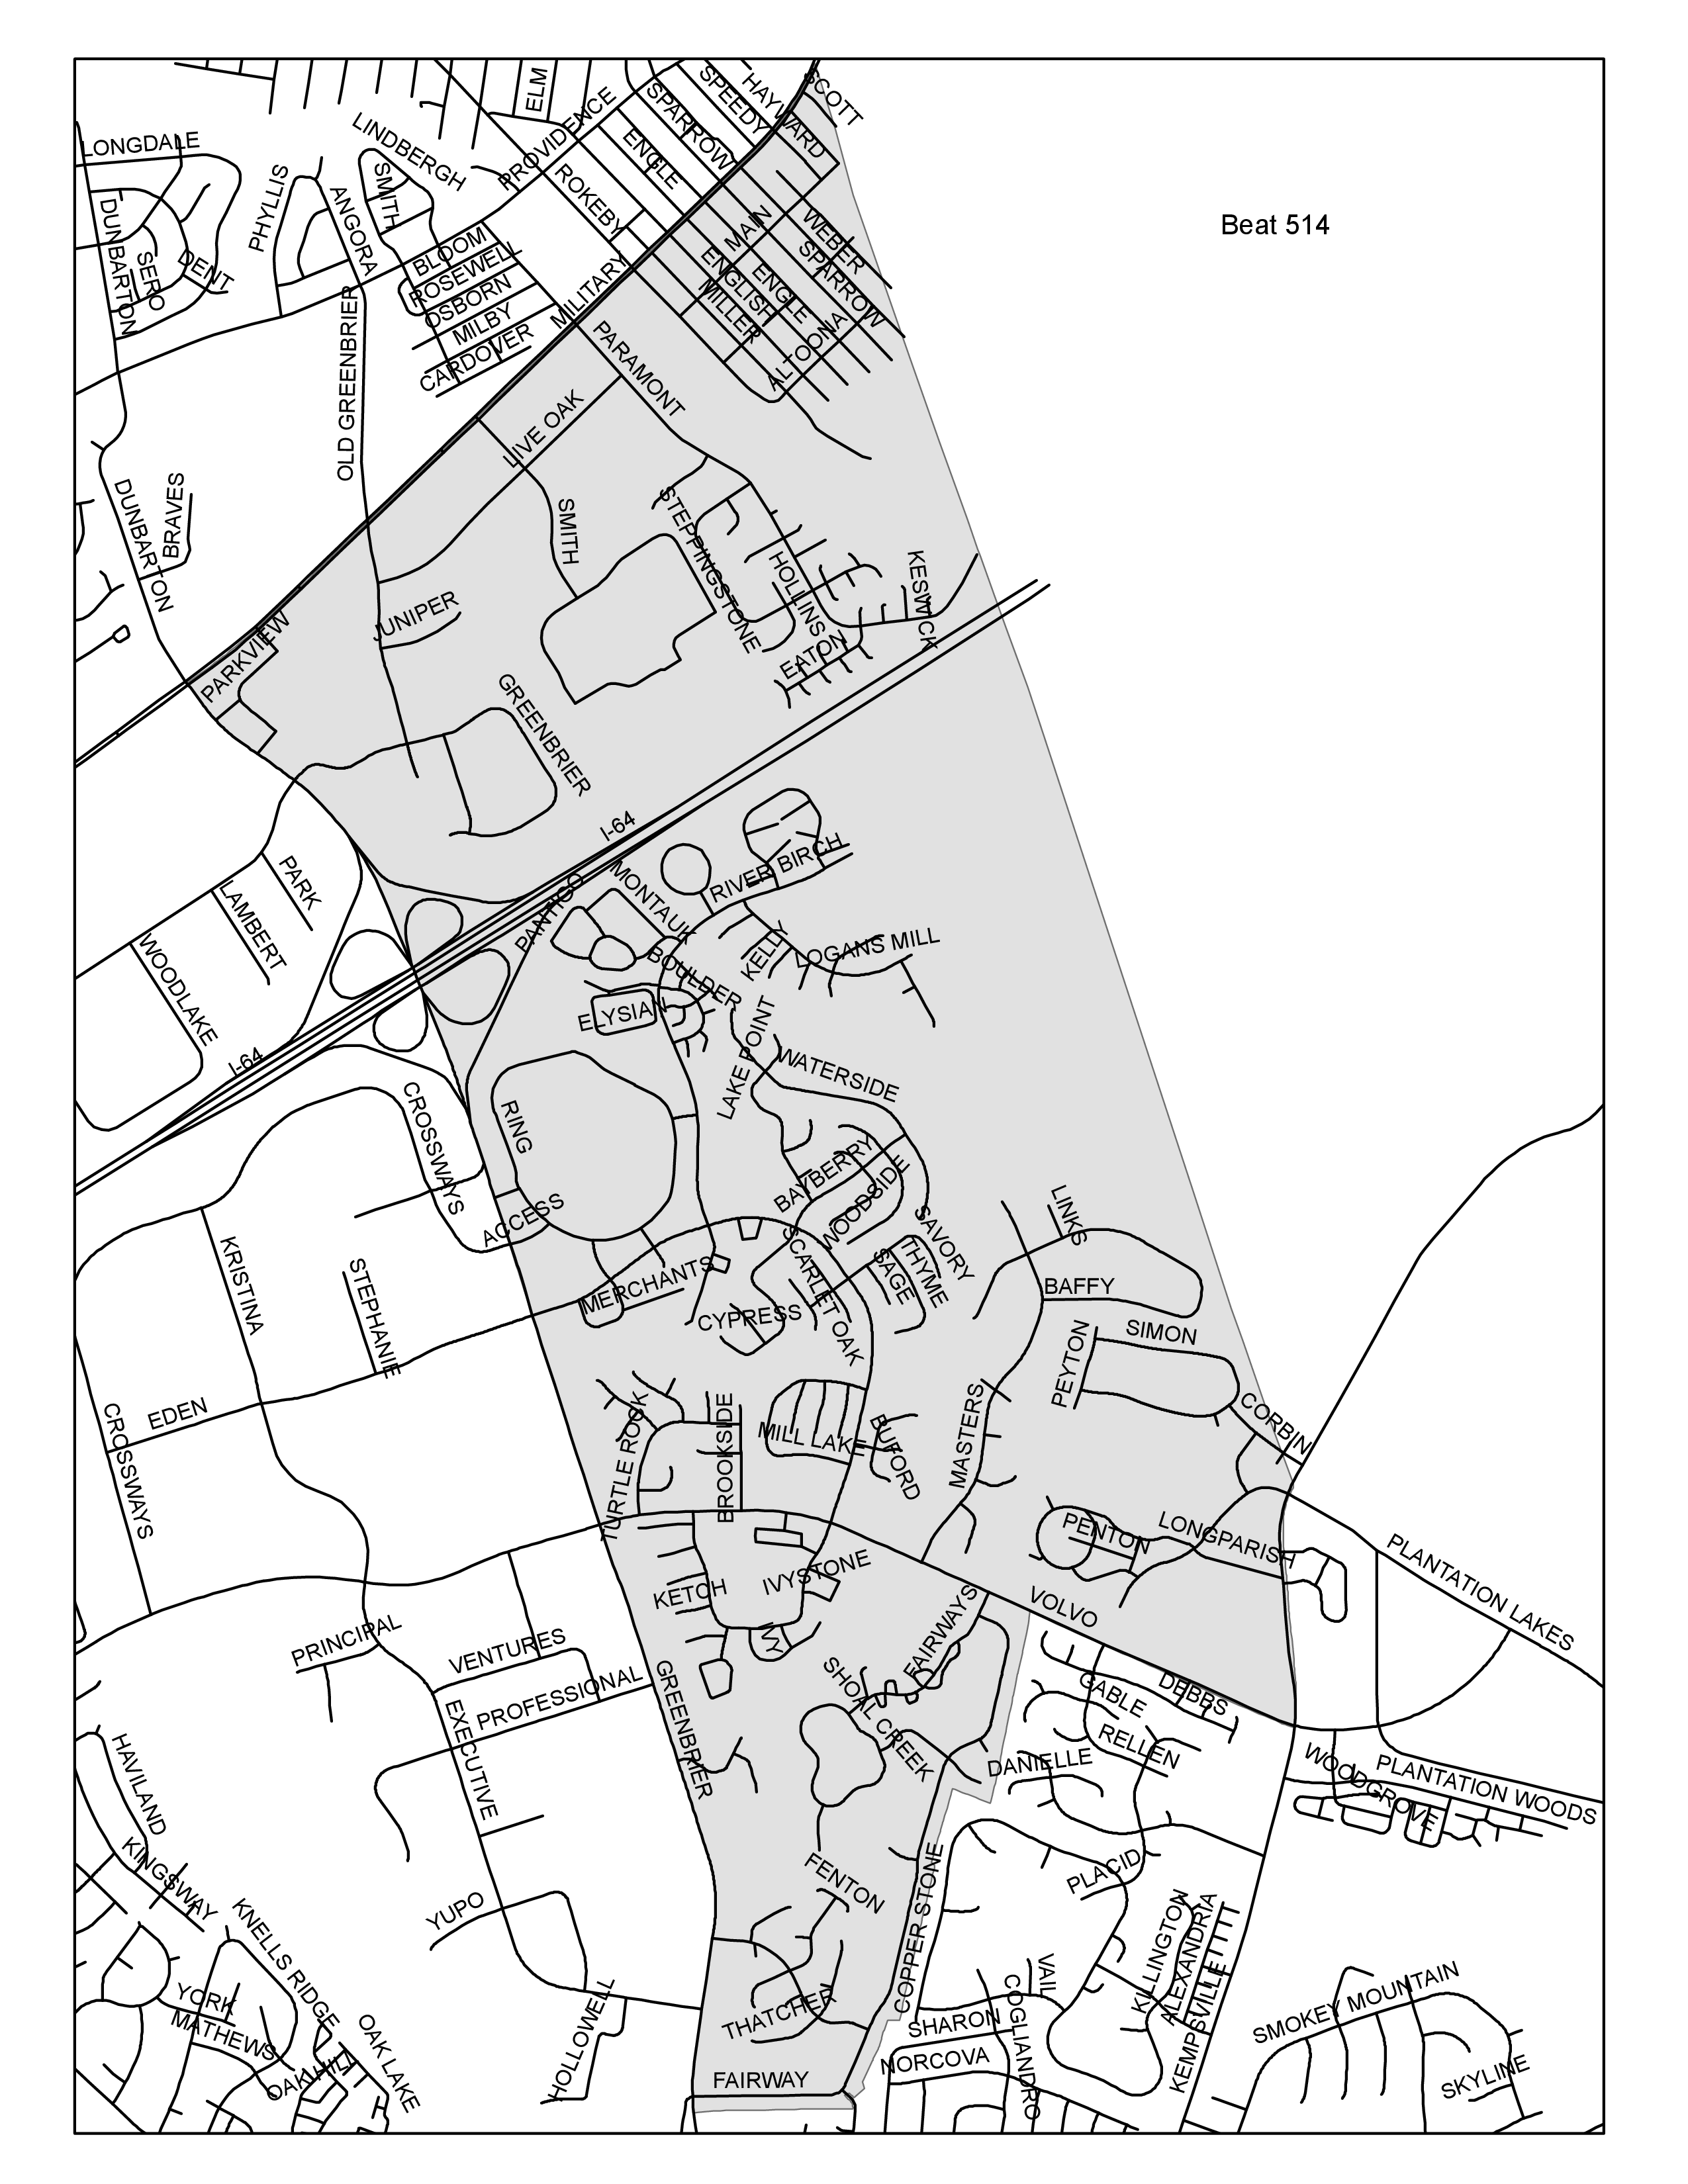 Beat 514
SCOTT
HAYWARD
SPEEDY
SPARROW
ELM
PROVIDENCE
ENGLE
LONGDALE
LINDBERGH
PHYLLIS
SMITH
ANGORA
ROKEBY
MAIN
WEBER
SPARROW
DUNBARTON
SERO
DENT
BLOOM
ROSEWELL
OSBORN
MILBY
CARDOVER
MILITARY
ENGLISH
ENGLE
MILLER
ALTOONA
OLD GREENBRIER
PARAMONT
LIVE OAK
DUNBARTON
BRAVES
SMITH
STEPPINGSTONE
HOLLINS
KESWICK
JUNIPER
EATON
PARKVIEW
GREENBRIER
I-64
PARK
LAMBERT
WOODLAKE
PANTIGO
MONTAUK
RIVER BIRCH
KELLY
LOGANS MILL
BOULDER
ELYSIAN
LAKE POINT
WATERSIDE
I-64
CROSSWAYS
RING
BAYBERRY
WOODSIDE
ACCESS
SAVORY
LINKS
KRISTINA
STEPHANIE
MERCHANTS
SCARLET OAK
SAGE
THYME
CYPRESS
BAFFY
SIMON
PEYTON
CORBIN
EDEN
CROSSWAYS
TURTLE ROCK
BROOKSIDE
MILL LAKE
BUFORD
MASTERS
PENTON
LONGPARISH
PLANTATION LAKES
KETCH
IVYSTONE
IVY
VOLVO
FAIRWAYS
PRINCIPAL
VENTURES
PROFESSIONAL
EXECUTIVE
GREENBRIER
SHOAL CREEK
GABLE
DEBBS
RELLEN
DANIELLE
WOODGROVE
PLANTATION WOODS
HAVILAND
KINGSWAY
KNELLS RIDGE
YUPO
FENTON
COPPER STONE
PLACID
KILLINGTON
ALEXANDRIA
KEMPSVILLE
VAIL
COGLIANDRO
YORK
MATHEWS
OAK HILL
OAK LAKE
HOLLOWELL
THATCHER
SHARON
NORCOVA
FAIRWAY
SMOKEY MOUNTAIN
SKYLINE